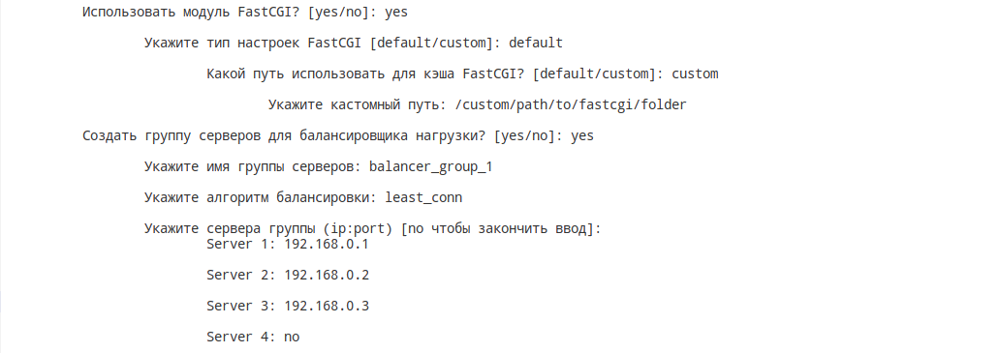 Использовать модуль FastCGI? [yes/no]: yes
Укажите тип настроек FastCGI [default/custom]: default
Какой путь использовать для кэша FastCGI? [default/custom]: custom
Укажите кастомный путь: /custom/path/to/fastcgi/folder
Создать группу серверов для балансировщика нагрузки? [yes/no]: yes
Укажите имя группы серверов: balancer_group_1
Укажите алгоритм балансировки: least_conn
Укажите сервера группы (ip:port) [no чтобы закончить ввод]:
Server 1: 192.168.0.1
Server 2: 192.168.0.2
Server 3: 192.168.0.3
Server 4: no